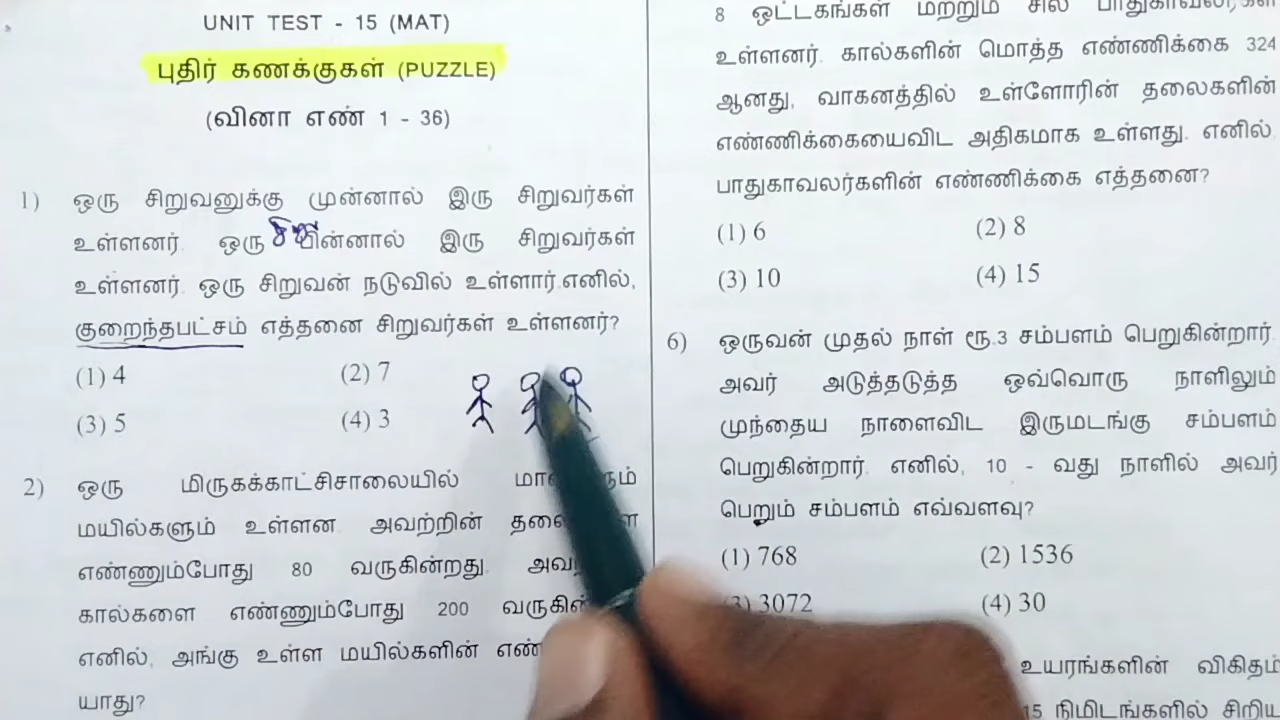 UNIT TEST - 15 (MAT)
புதிர் கணக்குகள் (PUZZLE)
(வினா எண் 1 - 36)
1) ஒரு சிறுவனுக்கு முன்னால் இரு சிறுவர்கள்
உள்ளனர். ஒரு பின்னால் இரு சிறுவர்கள்
உள்ளனர். ஒரு சிறுவன் நடுவில் உள்ளார்.எனில்,
குறைந்தபட்சம் எத்தனை சிறுவர்கள் உள்ளனர்?
(1) 4 (2) 7
(3) 5 (4) 3
2) ஒரு மிருகக்காட்சிசாலையில்
மயில்களும் உள்ளன. அவற்றின்
எண்ணும்போது 80 வருகின்றது.
கால்களை எண்ணும்போது 200
எனில், அங்கு உள்ள மயில்களின்
யாது?
8 ஒட்டகங்கள் மற்றும் சில பாதுகாவலர்கள்
உள்ளனர். கால்களின் மொத்த எண்ணிக்கை 324
ஆனது, வாகனத்தில் உள்ளோரின் தலைகளின்
எண்ணிக்கையைவிட அதிகமாக உள்ளது. எனில்,
பாதுகாவலர்களின் எண்ணிக்கை எத்தனை?
(1) 6 (2) 8
(3) 10 (4) 15
6) ஒருவன் முதல் நாள் ரூ.3 சம்பளம் பெறுகின்றார்.
அவர் அடுத்தடுத்த ஒவ்வொரு நாளிலும்
முந்தைய நாளைவிட இருமடங்கு சம்பளம்
பெறுகின்றார். எனில், 10 - வது நாளில் அவர்
பெறும் சம்பளம் எவ்வளவு?
(1) 768 (2) 1536
(3) 3072 (4) 30
உயரங்களின் விகிதம்
15 நிமிடங்களில் சிறிய